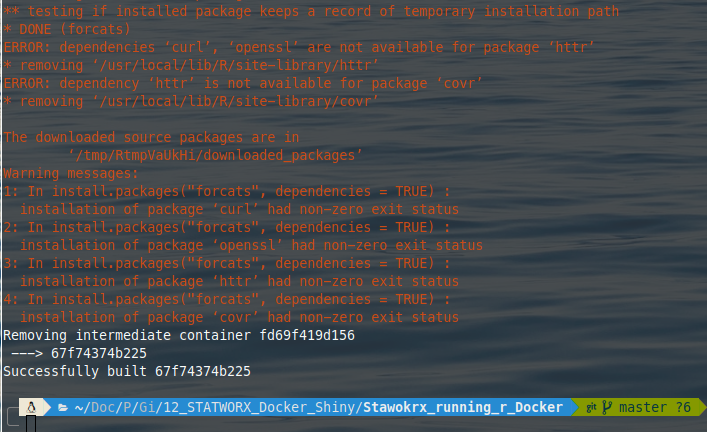 ** testing if installed package keeps a record of temporary installation path
* DONE (forcats)
ERROR: dependencies ‘curl’, ‘openssl’ are not available for package ‘httr’
* removing ‘/usr/local/lib/R/site-library/httr’
ERROR: dependency ‘httr’ is not available for package ‘covr’
* removing ‘/usr/local/lib/R/site-library/covr’
The downloaded source packages are in
‘/tmp/RtmpVaUkHi/downloaded_packages’
Warning messages:
1: In install.packages("forcats", dependencies = TRUE) :
installation of package ‘curl’ had non-zero exit status
2: In install.packages("forcats", dependencies = TRUE) :
installation of package ‘openssl’ had non-zero exit status
3: In install.packages("forcats", dependencies = TRUE) :
installation of package ‘httr’ had non-zero exit status
4: In install.packages("forcats", dependencies = TRUE) :
installation of package ‘covr’ had non-zero exit status
Removing intermediate container fd69f419d156
---> 67f74374b225
Successfully built 67f74374b225
~/Doc/P/Gi/12_STATWORX_Docker_Shiny/Stawokrx_running_r_Docker git master ?6